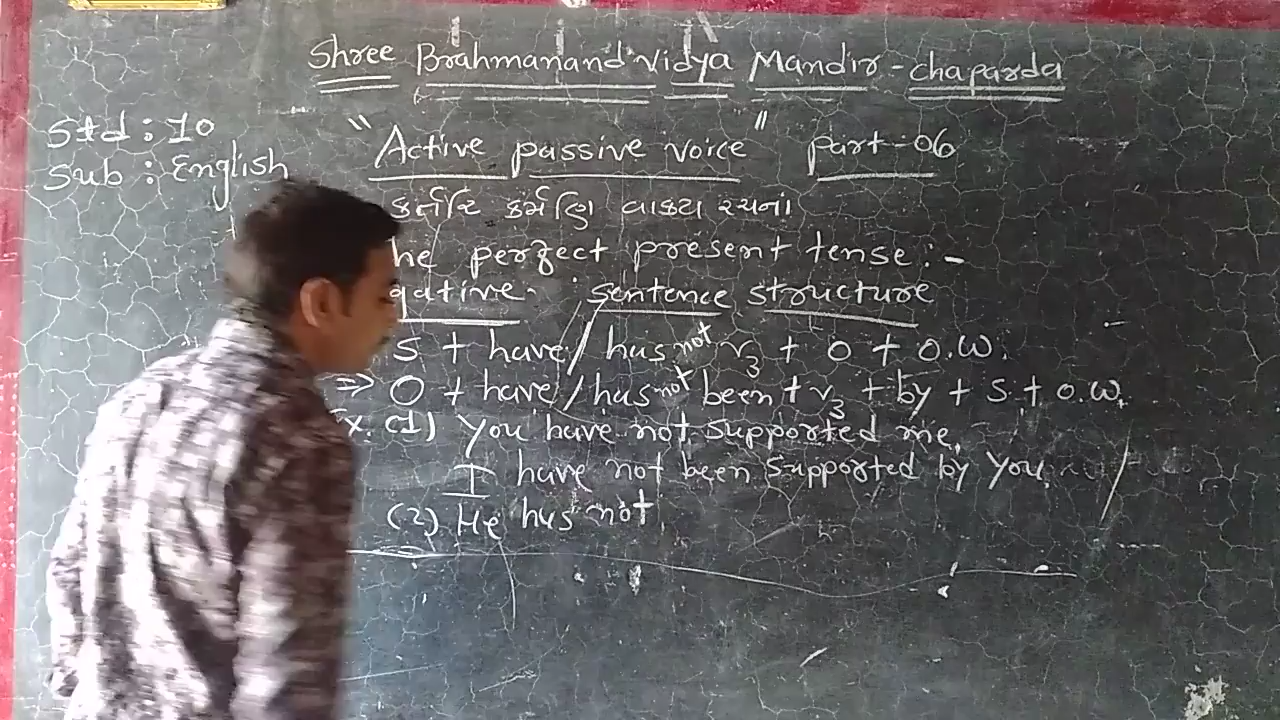 Shree Brahmanand Vidya Mandir - chaparda
Std : 10
Sub : English
"Active passive voice" part - 06
કર્તરિ કર્મણિ વાક્ય રચના
he perfect present tense :-
gative - sentence structure
S + have / has not v3 + O + O.W.
⇒ O + have / has not been + v3 + by + S + O.W.
x. (1) You have not supported me.
I have not been supported by you.
(2) He has not